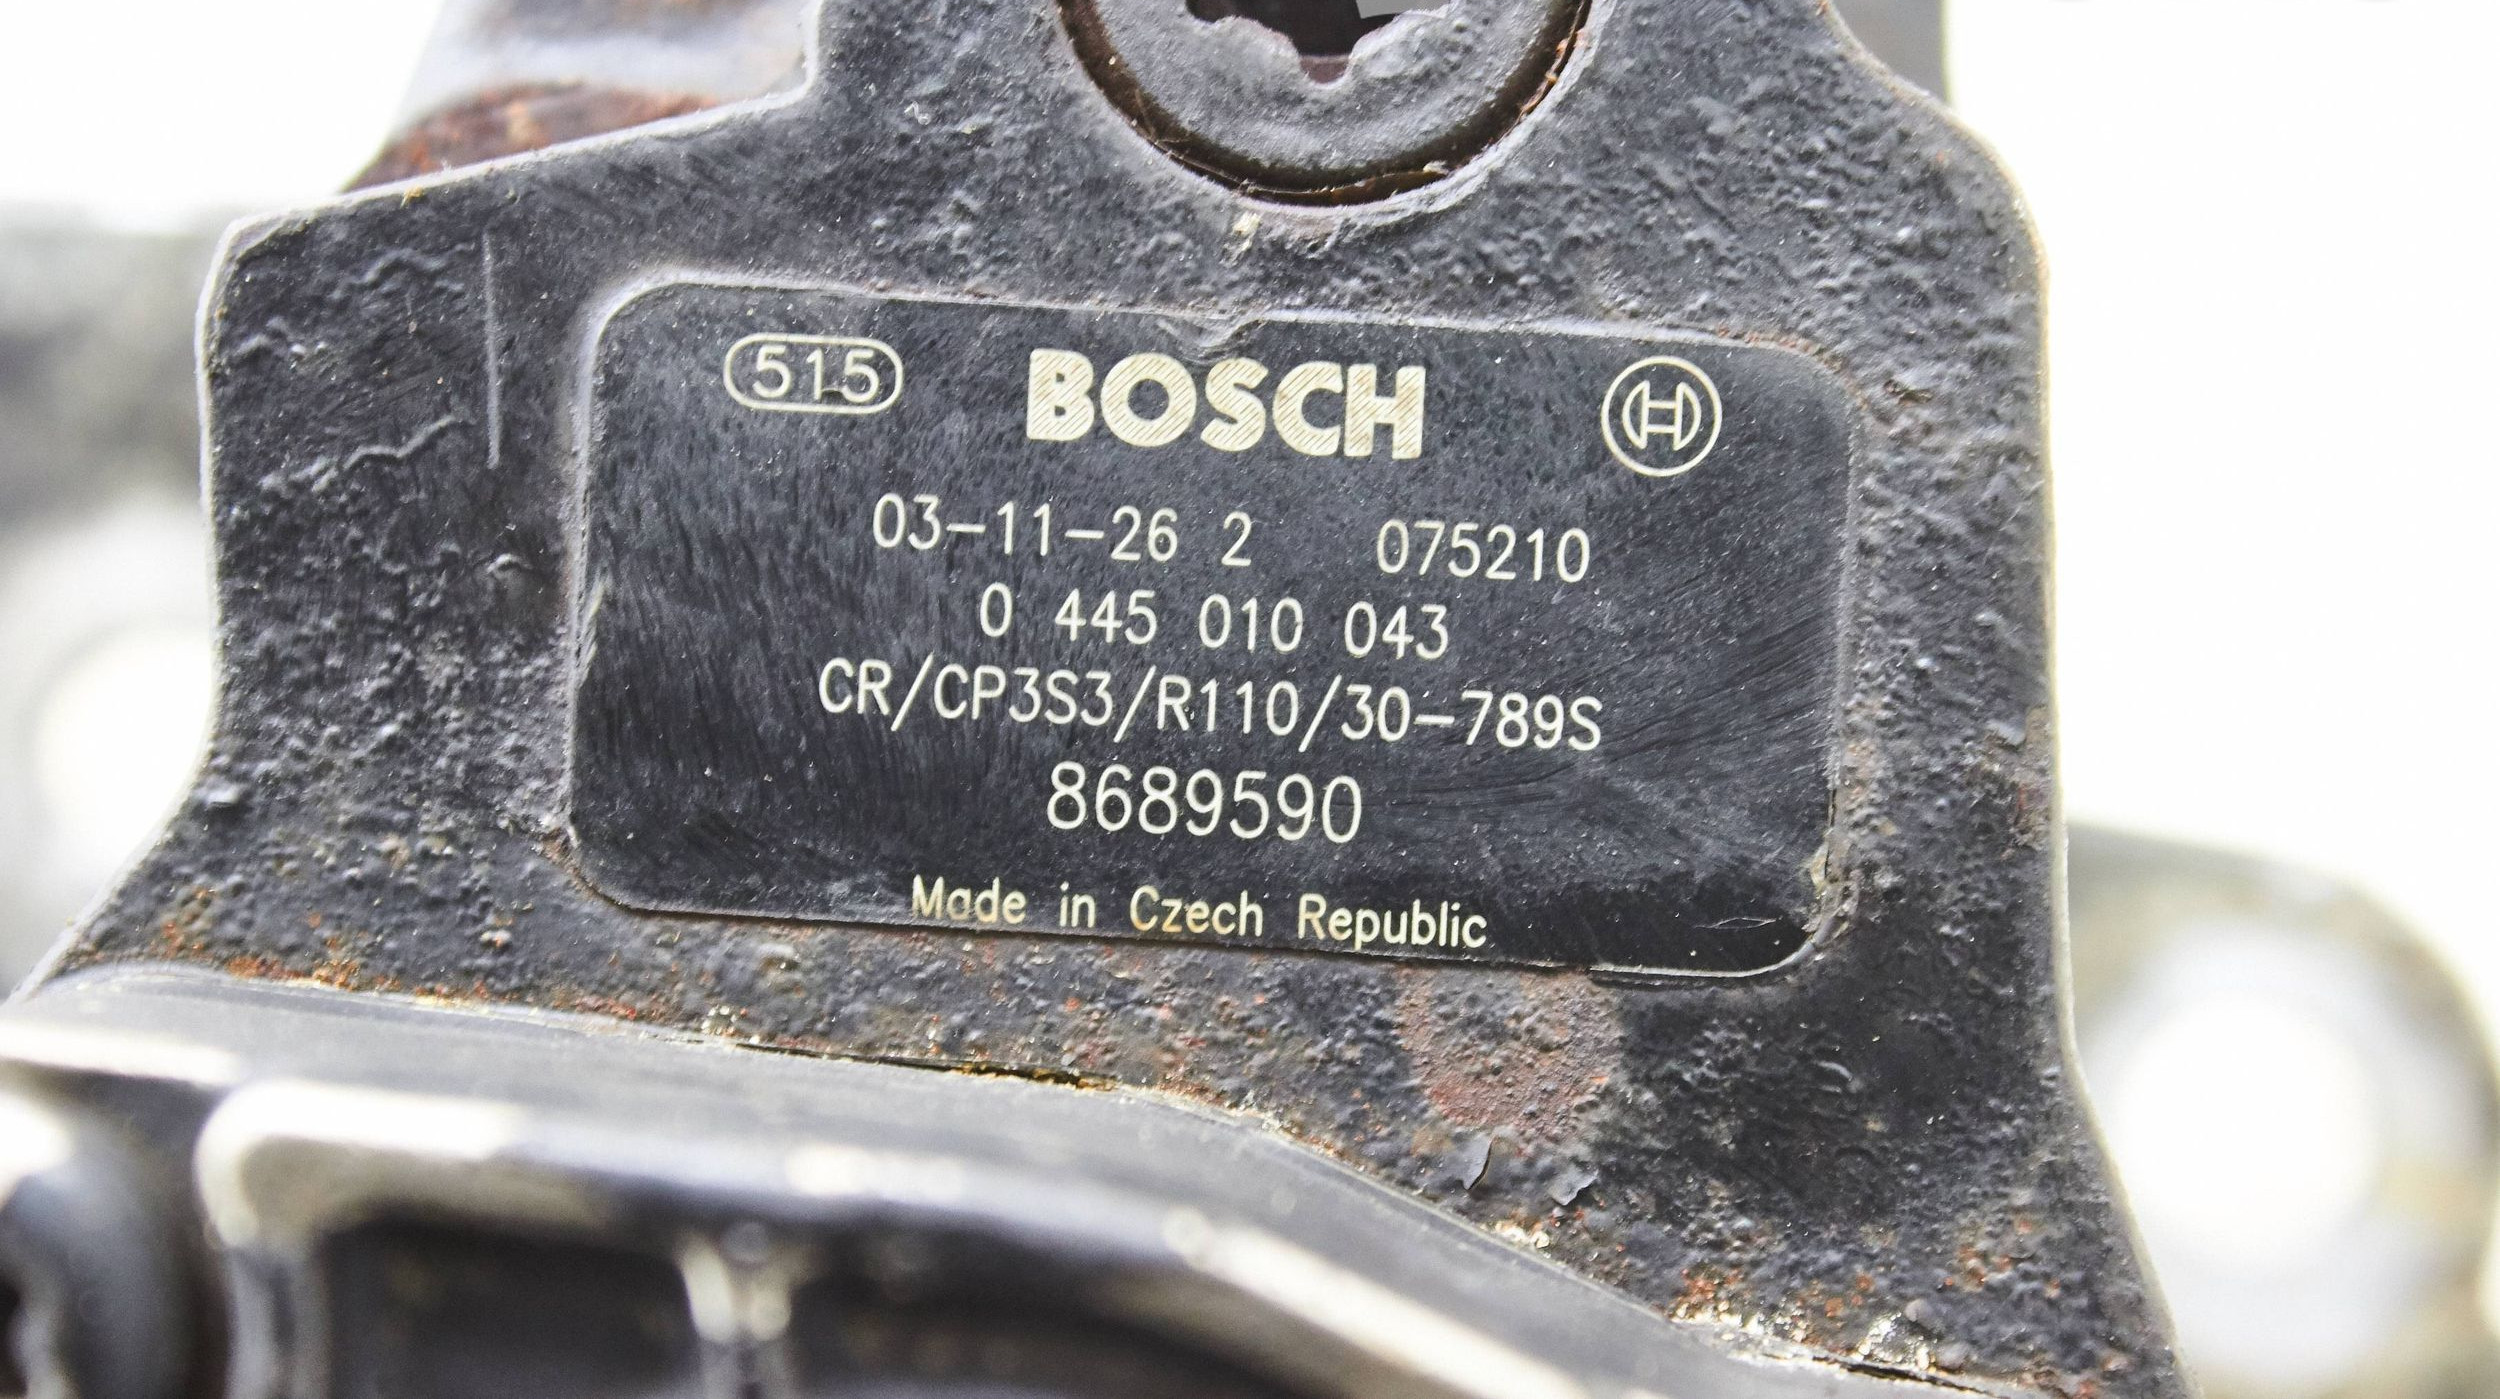 515 BOSCH
03-11-26 2 075210
0 445 010 043
CR/CP3S3/R110/30-789S
8689590
Made in Czech Republic